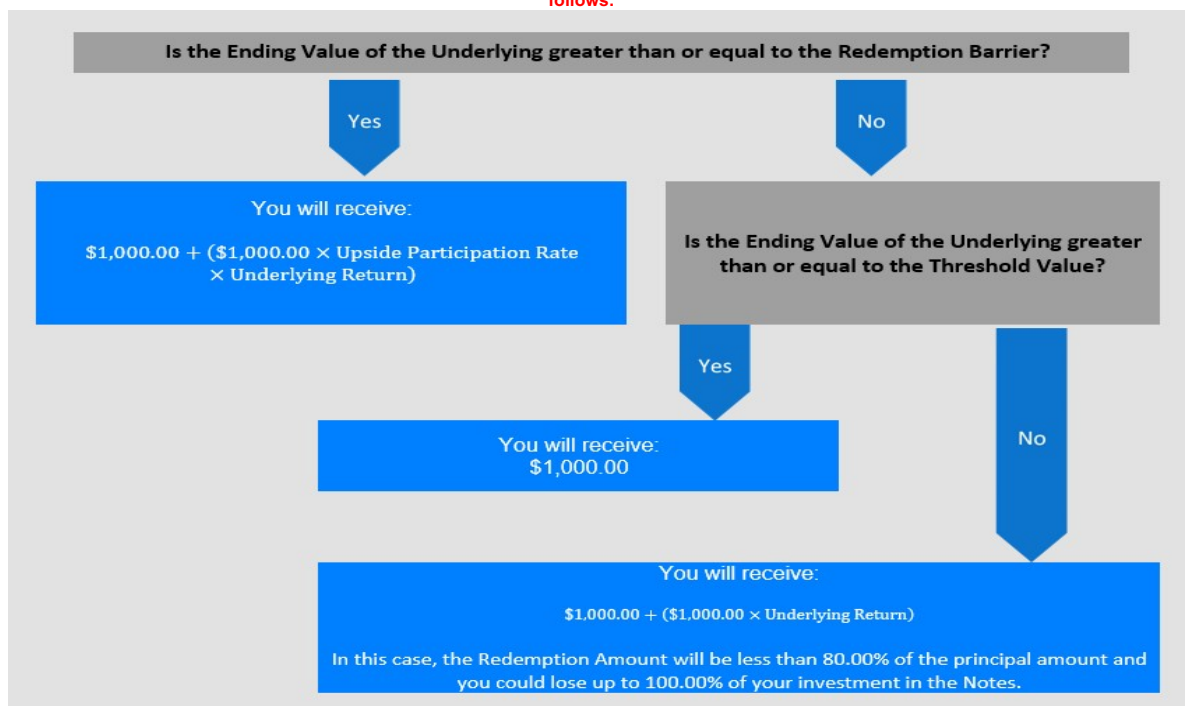 follows:
Is the Ending Value of the Underlying greater than or equal to the Redemption Barrier?
Yes
No
You will receive:
$1,000.00 + ($1,000.00 × Upside Participation Rate
× Underlying Return)
Is the Ending Value of the Underlying greater
than or equal to the Threshold Value?
Yes
No
You will receive:
$1,000.00
You will receive:
$1,000.00 + ($1,000.00 × Underlying Return)
In this case, the Redemption Amount will be less than 80.00% of the principal amount and
you could lose up to 100.00% of your investment in the Notes.